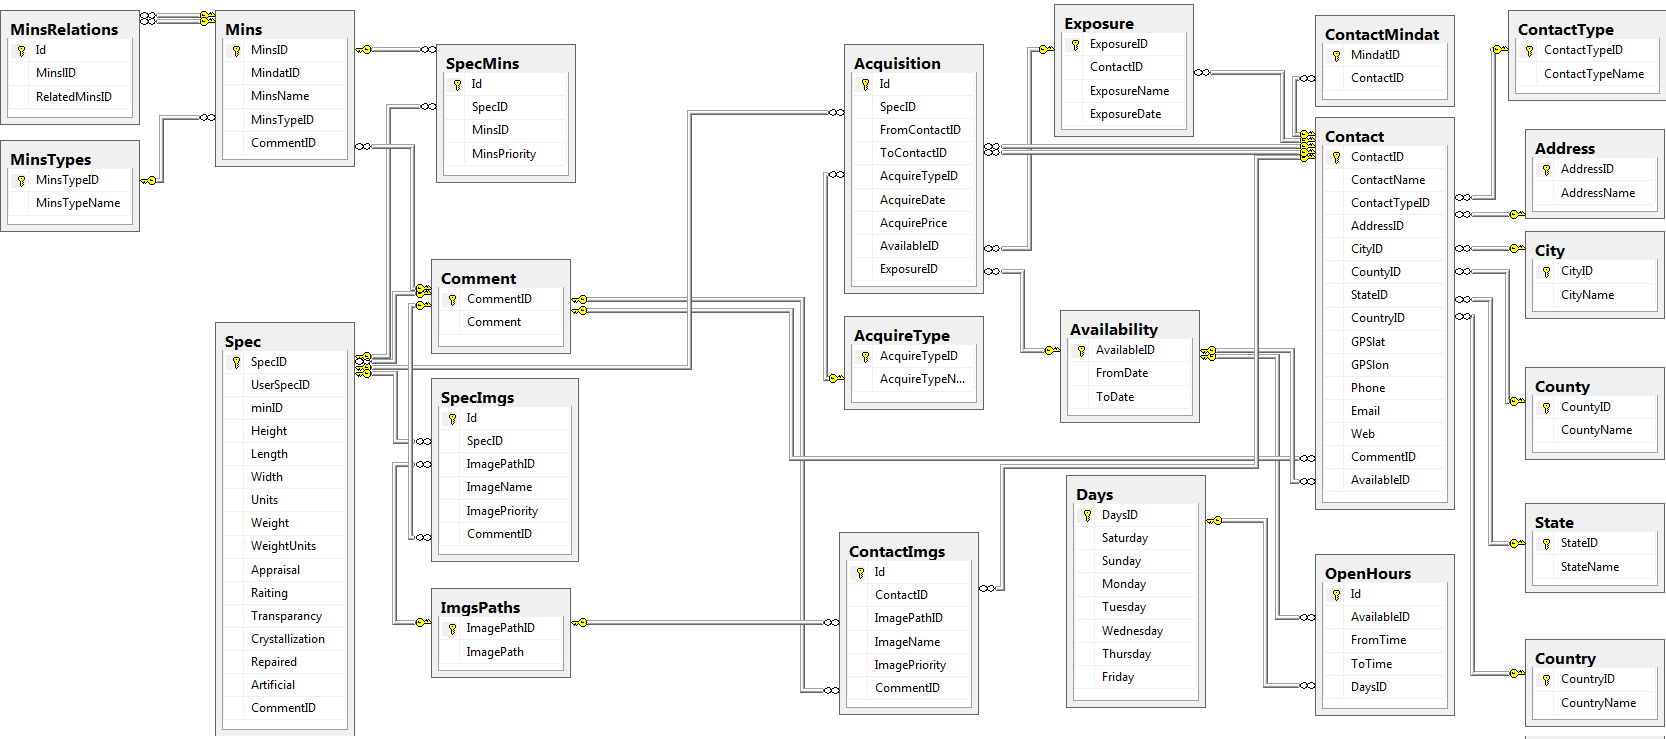 MinsRelations
Id
MinsIID
RelatedMinsID
MinsTypes
MinsTypeID
MinsTypeName
Mins
MinsID
MindatID
MinsName
MinsTypeID
CommentID
SpecMins
Id
SpecID
MinsID
MinsPriority
Comment
CommentID
Comment
Spec
SpecID
UserSpecID
minID
Height
Length
Width
Units
Weight
WeightUnits
Appraisal
Raiting
Transparancy
Crystallization
Repaired
Artificial
CommentID
SpecImgs
Id
SpecID
ImagePathID
ImageName
ImagePriority
CommentID
ImgsPaths
ImagePathID
ImagePath
Acquisition
Id
SpecID
FromContactID
ToContactID
AcquireTypeID
AcquireDate
AcquirePrice
AvailableID
ExposureID
AcquireType
AcquireTypeID
AcquireTypeN...
ContactImgs
Id
ContactID
ImagePathID
ImageName
ImagePriority
CommentID
Exposure
ExposureID
ContactID
ExposureName
ExposureDate
Availability
AvailableID
FromDate
ToDate
Days
DaysID
Saturday
Sunday
Monday
Tuesday
Wednesday
Thursday
Friday
ContactMindat
MindatID
ContactID
Contact
ContactID
ContactName
ContactTypeID
AddressID
CityID
CountyID
StateID
CountryID
GPSlat
GPSlon
Phone
Email
Web
CommentID
AvailableID
OpenHours
Id
AvailableID
FromTime
ToTime
DaysID
ContactType
ContactTypeID
ContactTypeName
Address
AddressID
AddressName
City
CityID
CityName
County
CountyID
CountyName
State
StateID
StateName
Country
CountryID
CountryName